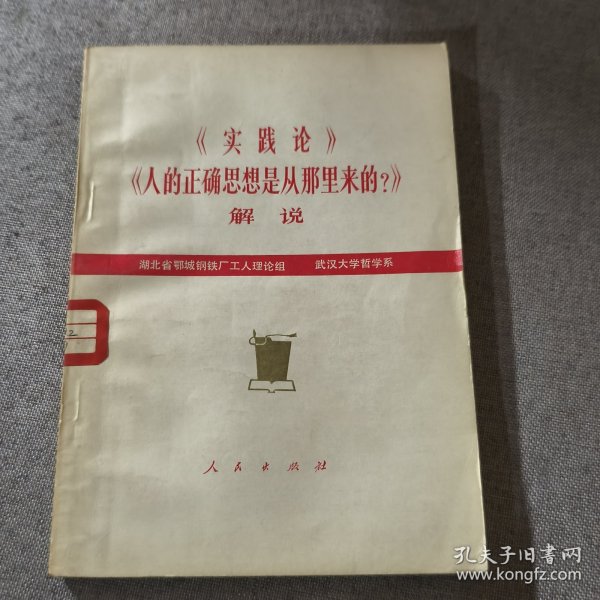 《实践论》
《人的正确思想是从那里来的?》
解说
湖北省鄂城钢铁厂工人理论组 武汉大学哲学系
2
人民出版社
孔夫子旧书网
www.kongfz.com